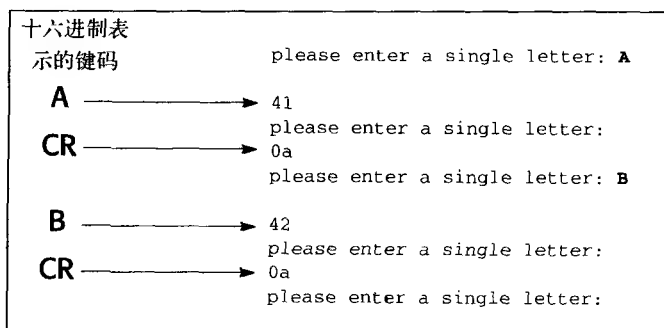 十六进制表
示的键码
please enter a single letter: A
A 41
please enter a single letter:
CR 0a
please enter a single letter: B
B 42
please enter a single letter:
CR 0a
please enter a single letter: